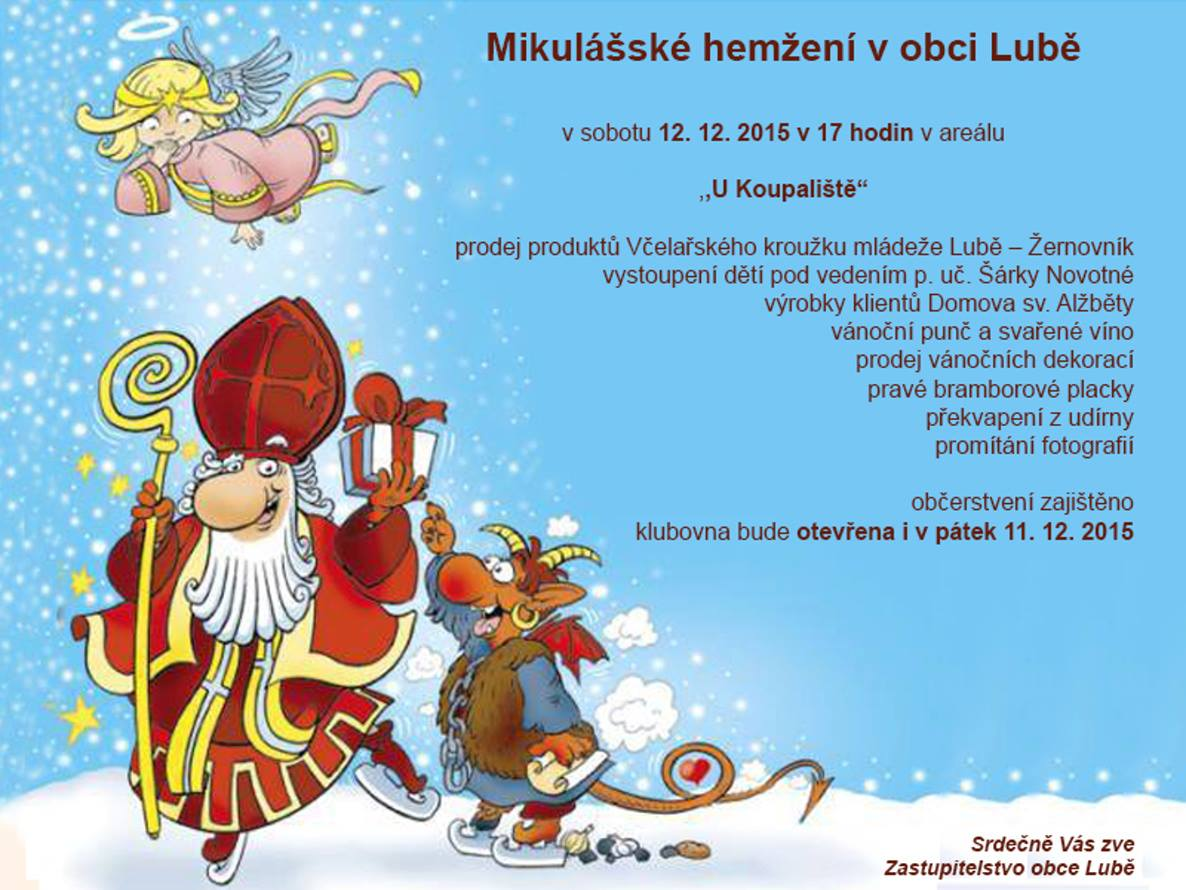 Mikulášské hemžení v obci Lubě
v sobotu 12. 12. 2015 v 17 hodin v areálu
,,U Koupaliště“
prodej produktů Včelařského kroužku mládeže Lubě – Žernovník
vystoupení dětí pod vedením p. uč. Šárky Novotné
výrobky klientů Domova sv. Alžběty
vánoční punč a svařené víno
prodej vánočních dekorací
pravé bramborové placky
překvapení z udírny
promítání fotografií
občerstvení zajištěno
klubovna bude otevřena i v pátek 11. 12. 2015
Srdečně Vás zve
Zastupitelstvo obce Lubě